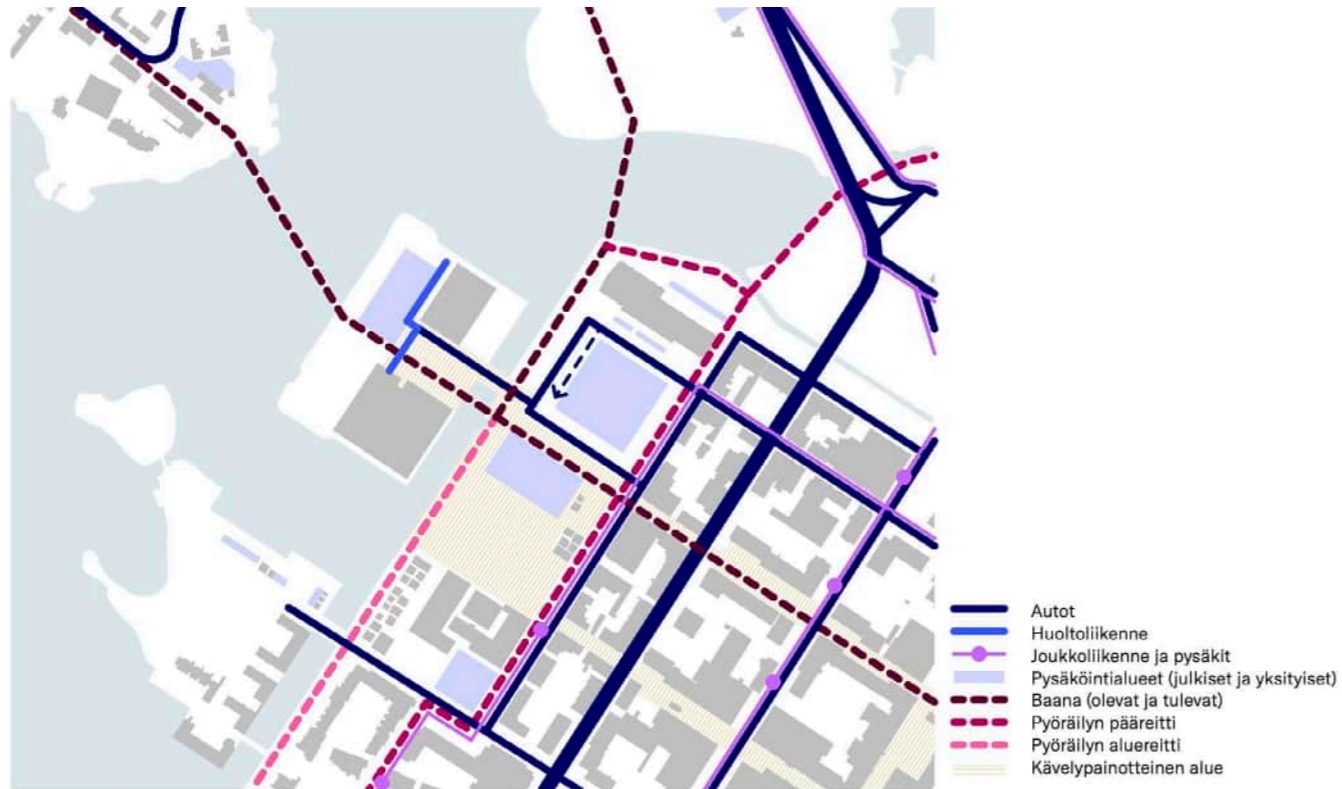 Autot
Huoltoliikenne
Joukkoliikenne ja pysäkit
Pysäköintialueet (julkiset ja yksityiset)
Baana (olevat ja tulevat)
Pyöräilyn pääreitti
Pyöräilyn aluereitti
Kävelypainotteinen alue